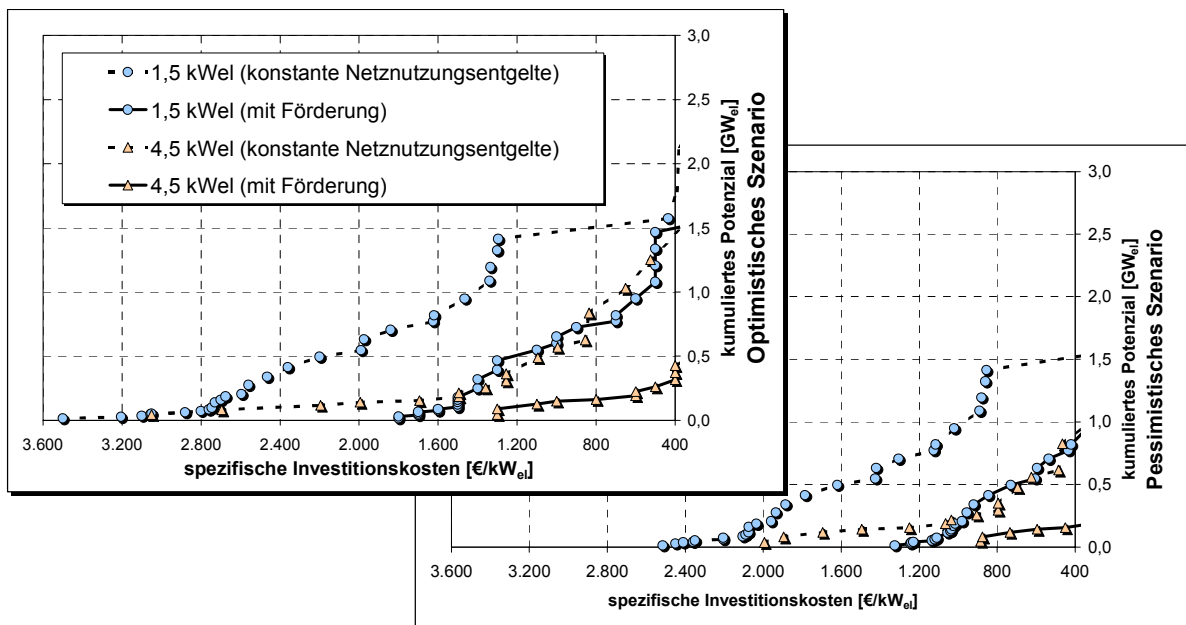 1,5 kWel (konstante Netznutzungsentgelte)
1,5 kWel (mit Förderung)
4,5 kWel (konstante Netznutzungsentgelte)
4,5 kWel (mit Förderung)
3,0
2,5
2,0
1,5
1,0
0,5
0,0
kumuliertes Potenzial [GWel]
Optimistisches Szenario
3.600 3.200 2.800 2.400 2.000 1.600 1.200 800 400
spezifische Investitionskosten [€/kWel]
3,0
2,5
2,0
1,5
1,0
0,5
0,0
kumuliertes Potenzial [GWel]
Pessimistisches Szenario
3.600 3.200 2.800 2.400 2.000 1.600 1.200 800 400
spezifische Investitionskosten [€/kWel]